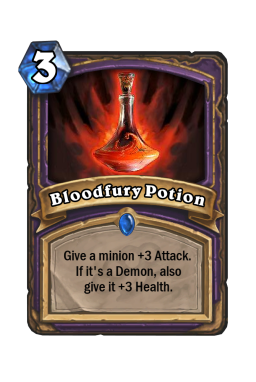 3
Bloodfury Potion
Give a minion +3 Attack.
If it's a Demon, also
give it +3 Health.